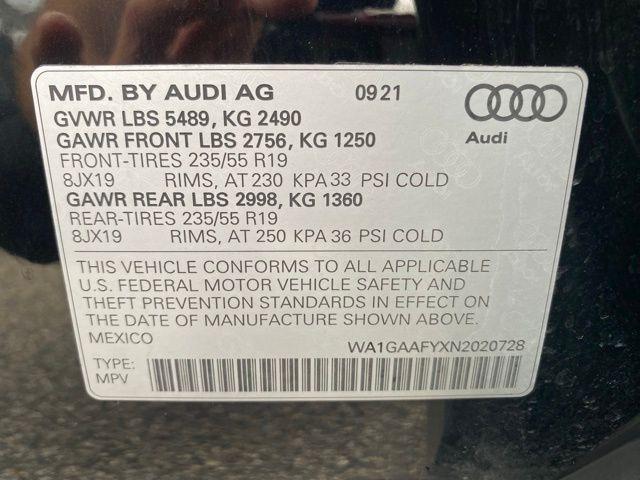 MFD. BY AUDI AG 09 21
GVWR LBS 5489, KG 2490
GAWR FRONT LBS 2756, KG 1250
Audi
FRONT-TIRES 235/55 R19
8JX19 RIMS, AT 230 KPA 33 PSI COLD
GAWR REAR LBS 2998, KG 1360
REAR-TIRES 235/55 R19
8JX19 RIMS, AT 250 KPA 36 PSI COLD
THIS VEHICLE CONFORMS TO ALL APPLICABLE
U.S. FEDERAL MOTOR VEHICLE SAFETY AND
THEFT PREVENTION STANDARDS IN EFFECT ON
THE DATE OF MANUFACTURE SHOWN ABOVE.
MEXICO WA1GAAFYXN2020728
TYPE:
MPV